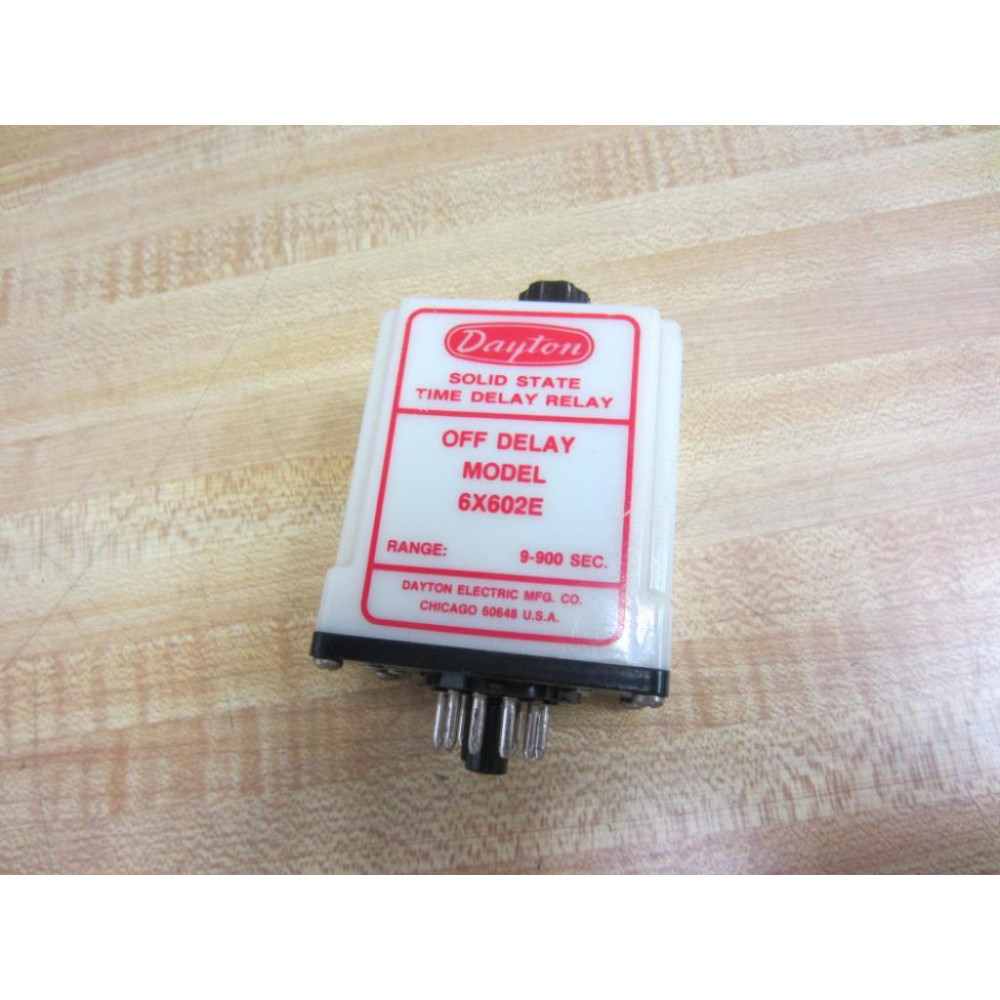 Dayton
SOLID STATE
TIME DELAY RELAY
OFF DELAY
MODEL
6X602E
RANGE: 9-900 SEC.
DAYTON ELECTRIC MFG. CO.
CHICAGO 60648 U.S.A.